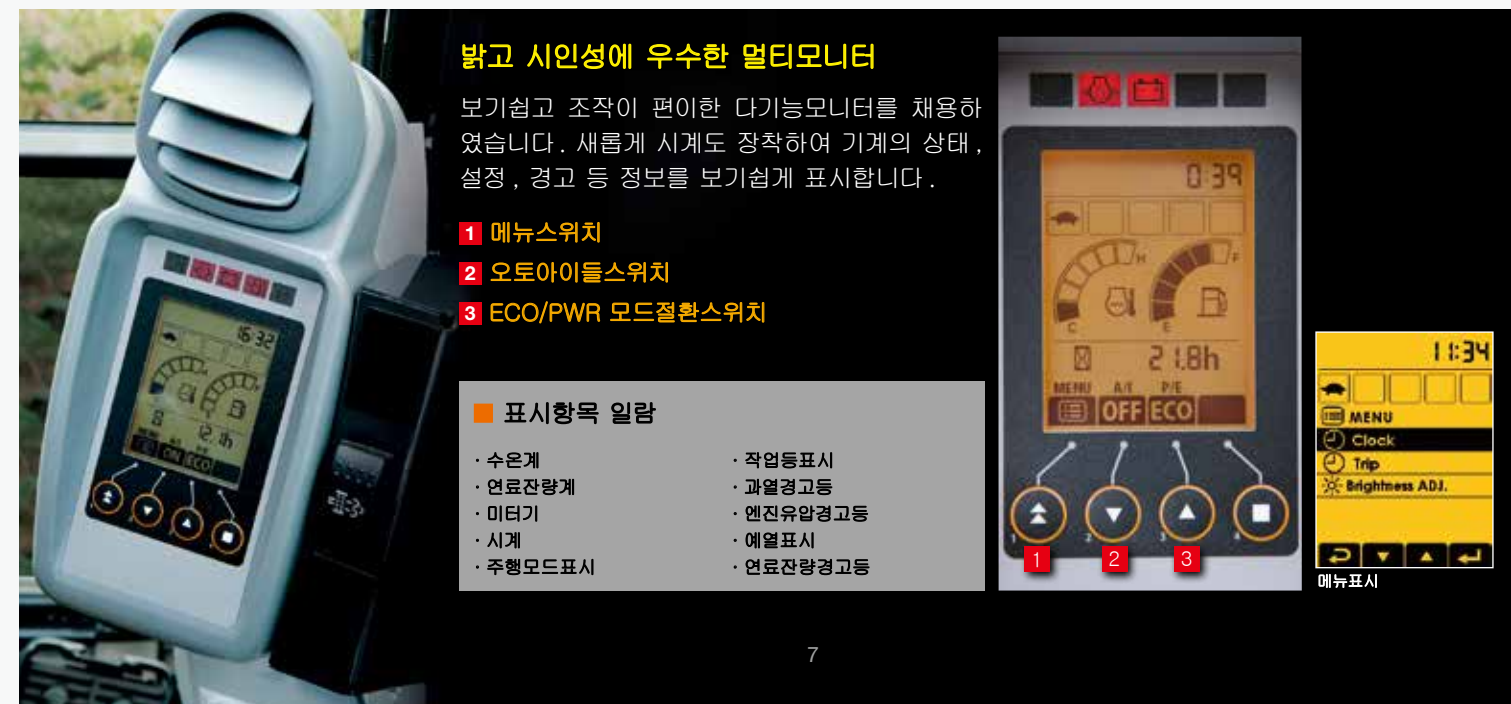 밝고 시인성에 우수한 멀티모니터
보기쉽고 조작이 편이한 다기능모니터를 채용하
였습니다. 새롭게 시계도 장착하여 기계의 상태,
설정, 경고 등 정보를 보기쉽게 표시합니다.
1 메뉴스위치
2 오토아이들스위치
3 ECO/PWR 모드절환스위치
표시항목 일람
· 수온계
· 연료잔량계
· 미터기
· 시계
· 주행모드표시
· 작업등표시
· 과열경고등
· 엔진유압경고등
· 예열표시
· 연료잔량경고등
16:32
12.1h
ON ECO
0:39
H F
C E
21.8h
MENU A/I P/E
OFF ECO
1 2 3 4
1 2 3
11:34
MENU
Clock
Trip
Brightness ADJ.
메뉴표시
7